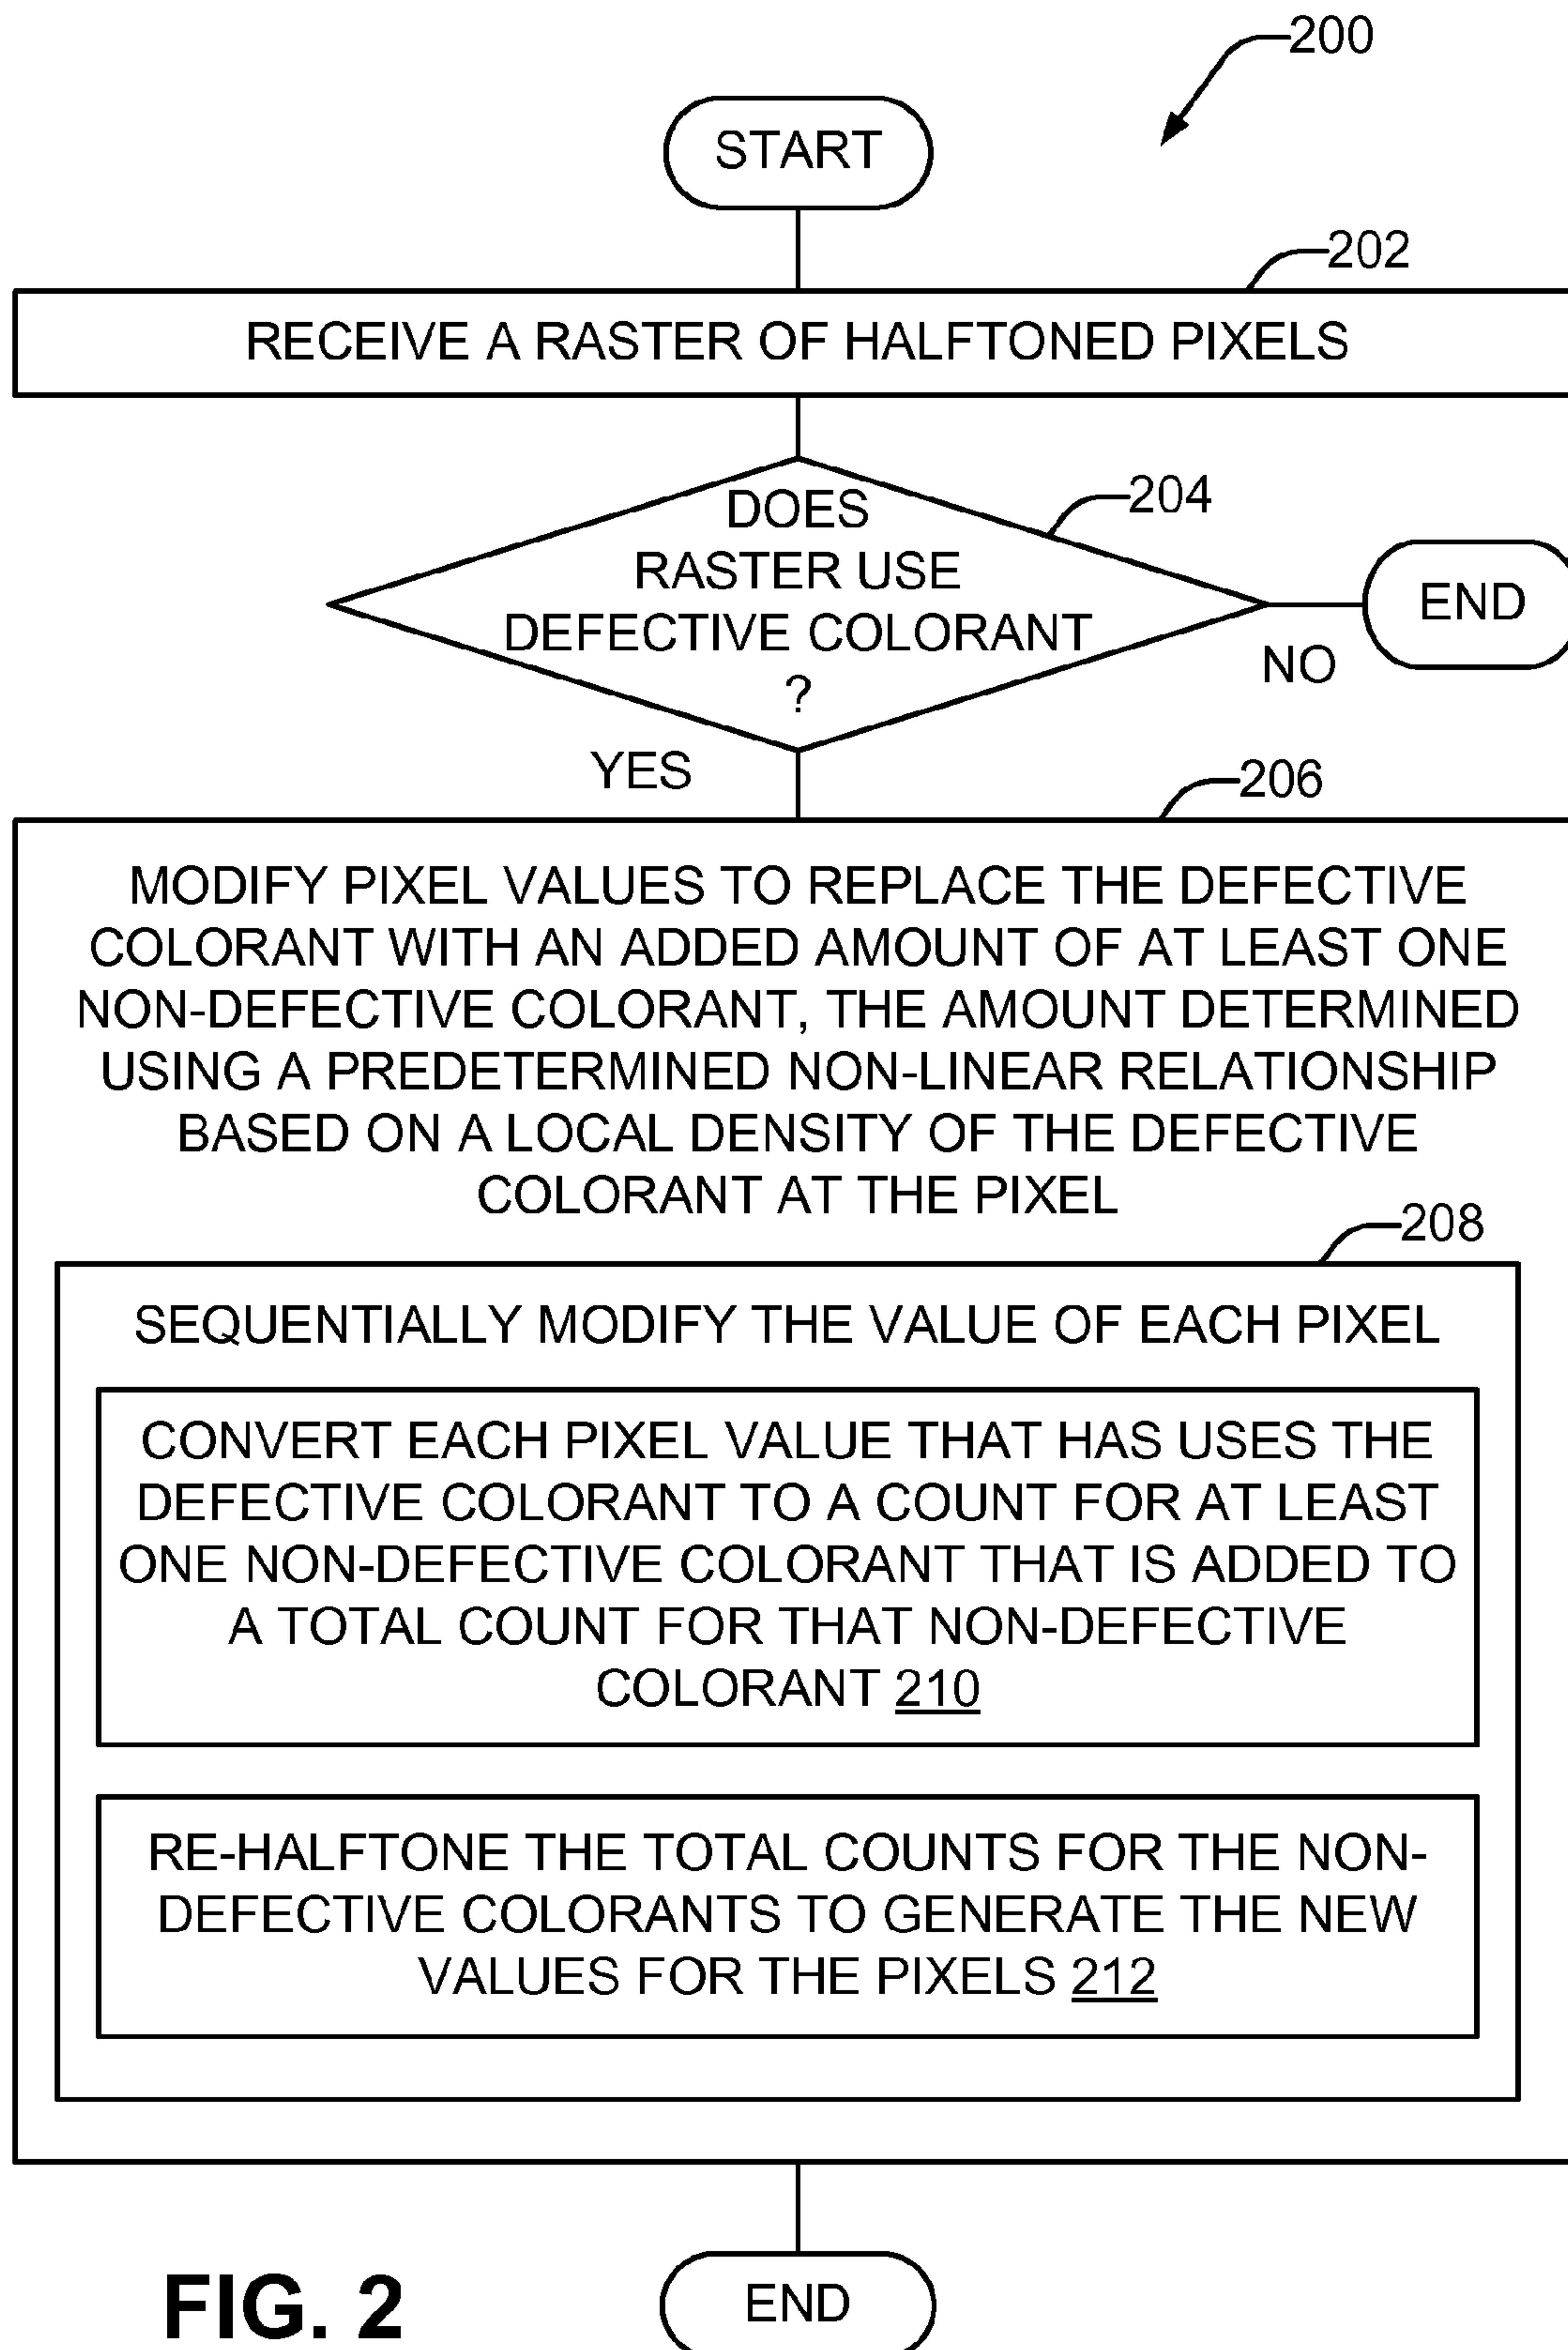 200
START
202
RECEIVE A RASTER OF HALFTONED PIXELS
204
DOES
RASTER USE
DEFECTIVE COLORANT
?
END
NO
YES
206
MODIFY PIXEL VALUES TO REPLACE THE DEFECTIVE
COLORANT WITH AN ADDED AMOUNT OF AT LEAST ONE
NON-DEFECTIVE COLORANT, THE AMOUNT DETERMINED
USING A PREDETERMINED NON-LINEAR RELATIONSHIP
BASED ON A LOCAL DENSITY OF THE DEFECTIVE
COLORANT AT THE PIXEL
208
SEQUENTIALLY MODIFY THE VALUE OF EACH PIXEL
CONVERT EACH PIXEL VALUE THAT HAS USES THE
DEFECTIVE COLORANT TO A COUNT FOR AT LEAST
ONE NON-DEFECTIVE COLORANT THAT IS ADDED TO
A TOTAL COUNT FOR THAT NON-DEFECTIVE
COLORANT 210
RE-HALFTONE THE TOTAL COUNTS FOR THE NON-
DEFECTIVE COLORANTS TO GENERATE THE NEW
VALUES FOR THE PIXELS 212
END
FIG. 2